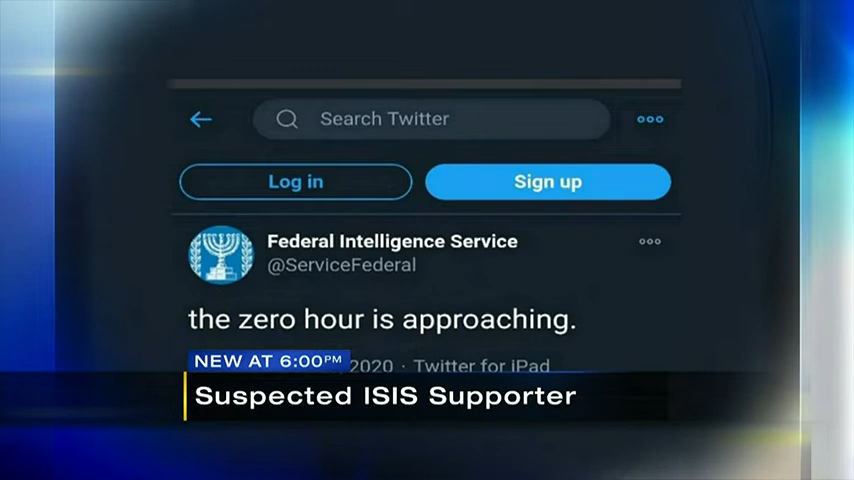 Search Twitter
Log in
Sign up
Federal Intelligence Service
@ServiceFederal
the zero hour is approaching.
2020 · Twitter for iPad
NEW AT 6:00PM
Suspected ISIS Supporter